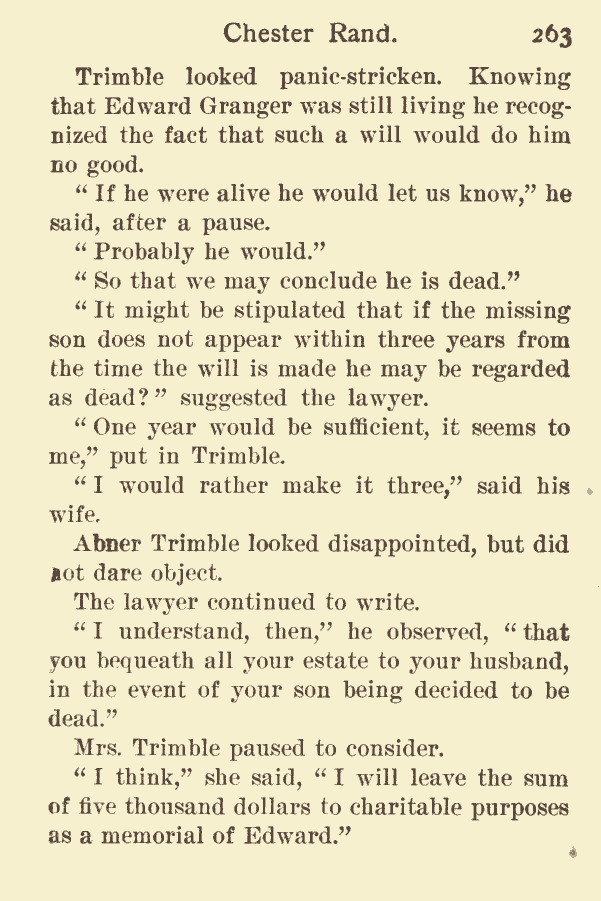 Chester Rand. 263
Trimble looked panic-stricken. Knowing
that Edward Granger was still living he recog-
nized the fact that such a will would do him
no good.
“ If he were alive he would let us know,” he
said, after a pause.
“ Probably he would.”
“ So that we may conclude he is dead.”
“ It might be stipulated that if the missing
son does not appear within three years from
the time the will is made he may be regarded
as dead? ” suggested the lawyer.
“ One year would be sufficient, it seems to
me,” put in Trimble.
“ I would rather make it three,” said his
wife.
Abner Trimble looked disappointed, but did
not dare object.
The lawyer continued to write.
“ I understand, then,” he observed, “ that
you bequeath all your estate to your husband,
in the event of your son being decided to be
dead.”
Mrs. Trimble paused to consider.
“ I think,” she said, “ I will leave the sum
of five thousand dollars to charitable purposes
as a memorial of Edward.”